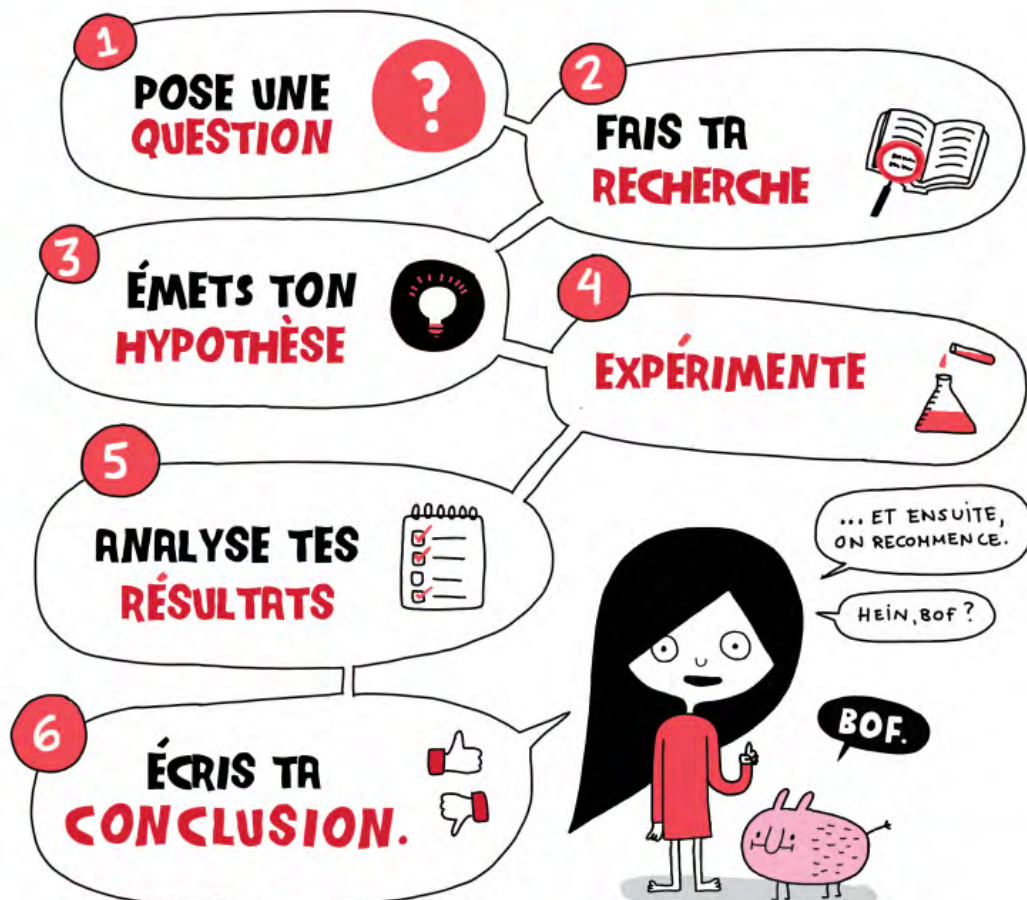 1
POSE UNE
QUESTION
?
2
FAIS TA
RECHERCHE
3
ÉMETS TON
HYPOTHÈSE
4
EXPÉRIMENTE
5
ANALYSE TES
RÉSULTATS
6
ÉCRIS TA
CONCLUSION.
... ET ENSUITE,
ON RECOMMENCE.
HEIN, BOF ?
BOF.